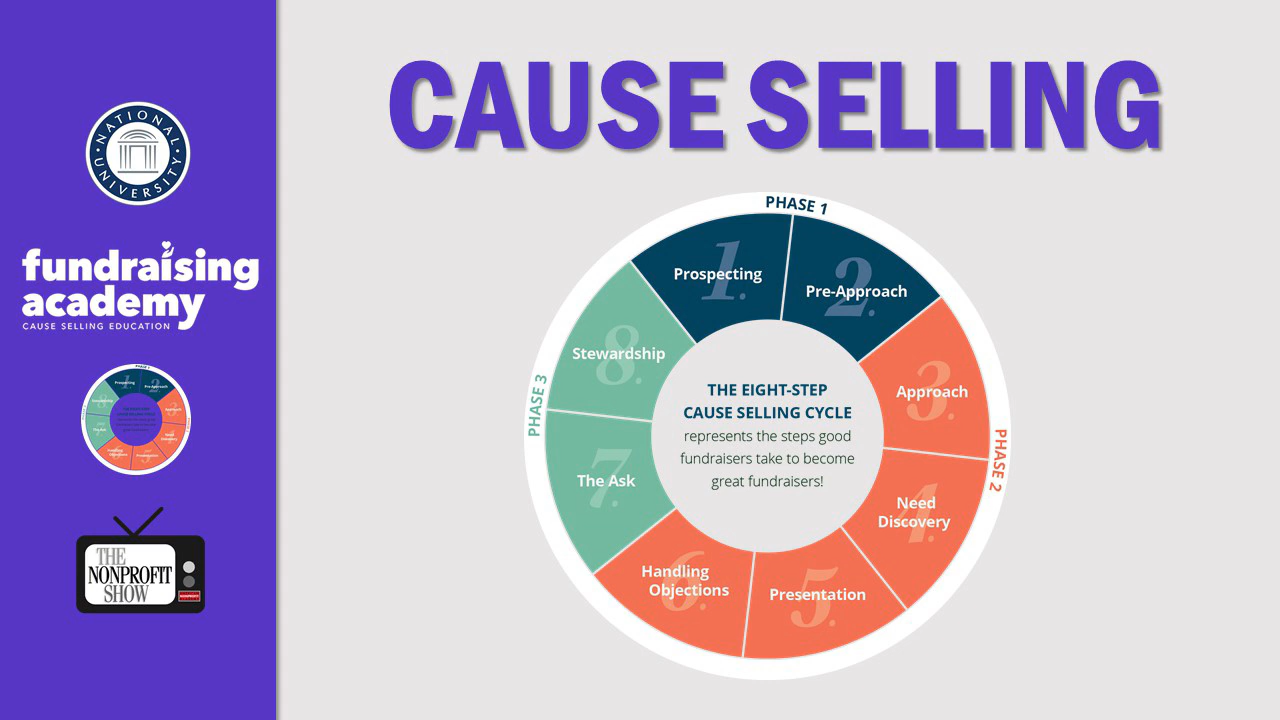 CAUSE SELLING
NATIONAL
UNIVERSITY
fundraising
academy
CAUSE SELLING EDUCATION
THE
NONPROFIT
SHOW
PHASE 1
1.
Prospecting
2.
Pre-Approach
PHASE 2
3.
Approach
4.
Need
Discovery
5.
Presentation
6.
Handling
Objections
PHASE 3
7.
The Ask
8.
Stewardship
THE EIGHT-STEP
CAUSE SELLING CYCLE
represents the steps good
fundraisers take to become
great fundraisers!